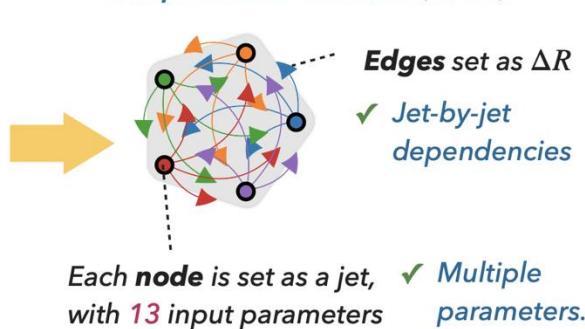 Edges set as ΔR
✓ Jet-by-jet
dependencies
Each node is set as a jet,
with 13 input parameters
✓ Multiple
parameters.